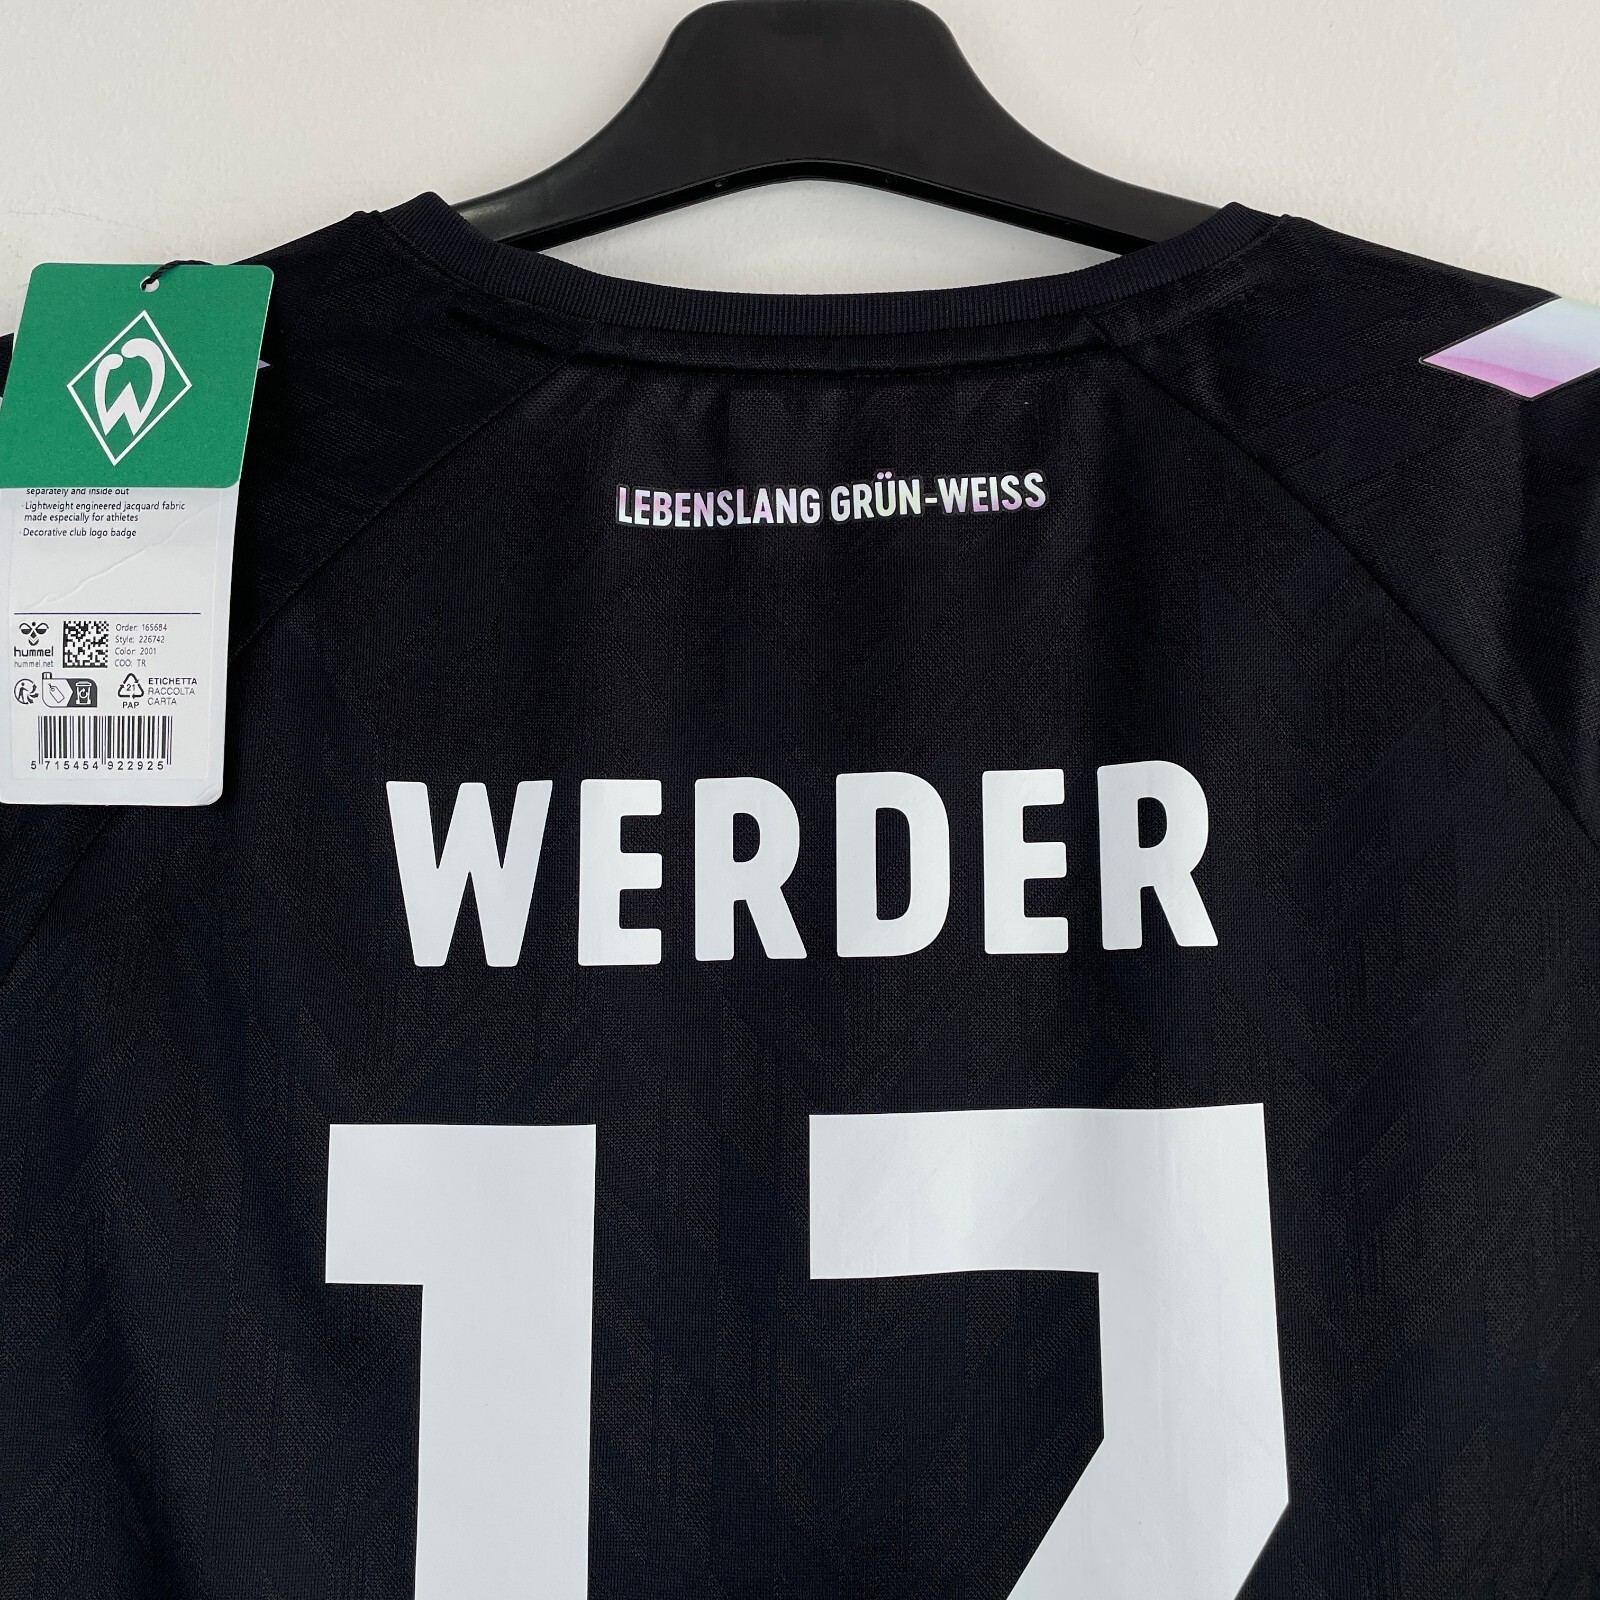 LEBENSLANG GRÜN-WEISS
WERDER
separately and inside out
·Lightweight engineered jacquard fabric
made especially for athletes
·Decorative club logo badge
hummel
hummel.net
Order: 165684
Style: 226742
Color: 2001
COO: TR
21
PAP
ETICHETTA
RACCOLTA
CARTA
5 715454 922925
W